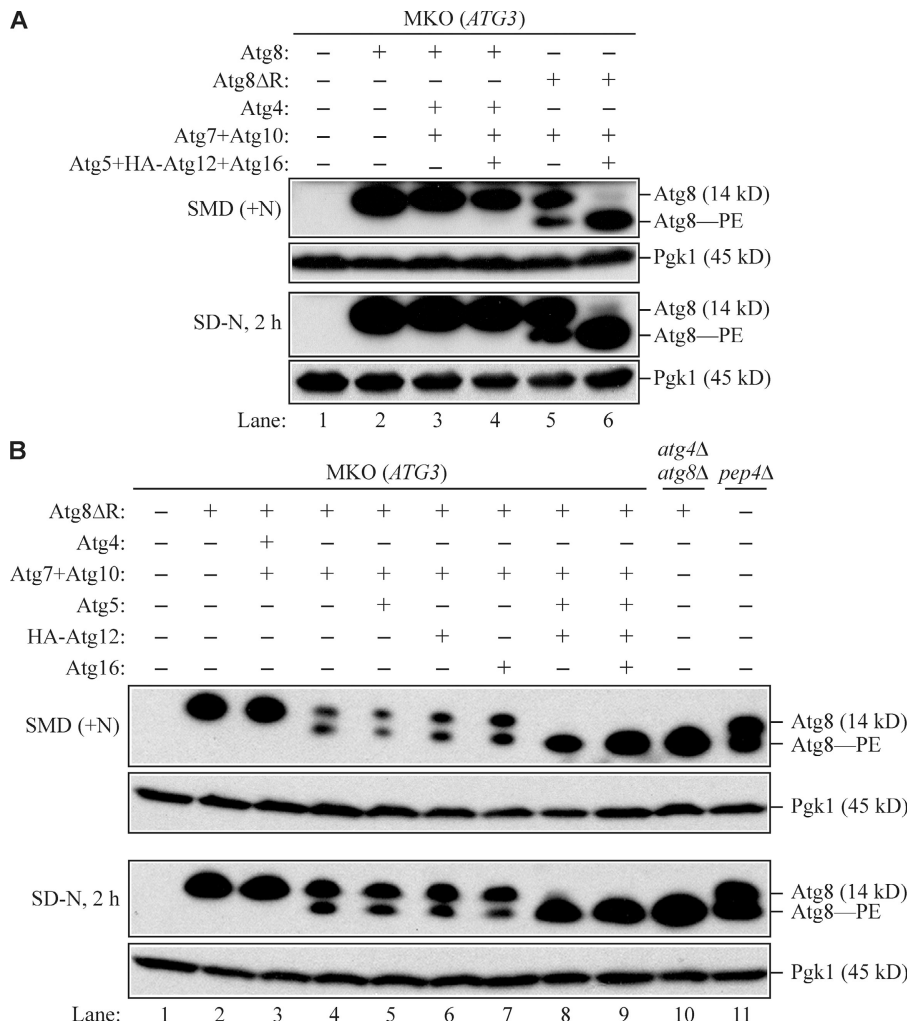 A
MKO (ATG3)
Atg8: – + + + – –
Atg8ΔR: – – – – + +
Atg4: – – + + – –
Atg7+Atg10: – – + + + +
Atg5+HA-Atg12+Atg16: – – – + – +
SMD (+N)
Atg8 (14 kD)
Atg8—PE
Pgk1 (45 kD)
SD-N, 2 h
Atg8 (14 kD)
Atg8—PE
Pgk1 (45 kD)
Lane: 1 2 3 4 5 6
B
MKO (ATG3) atg4Δ atg8Δ pep4Δ
Atg8ΔR: – + + + + + + + + + –
Atg4: – – + – – – – – – – –
Atg7+Atg10: – – + + + + + + + – –
Atg5: – – – – + – – + + – –
HA-Atg12: – – – – – + – + + – –
Atg16: – – – – – – + – + – –
SMD (+N)
Atg8 (14 kD)
Atg8—PE
Pgk1 (45 kD)
SD-N, 2 h
Atg8 (14 kD)
Atg8—PE
Pgk1 (45 kD)
Lane: 1 2 3 4 5 6 7 8 9 10 11